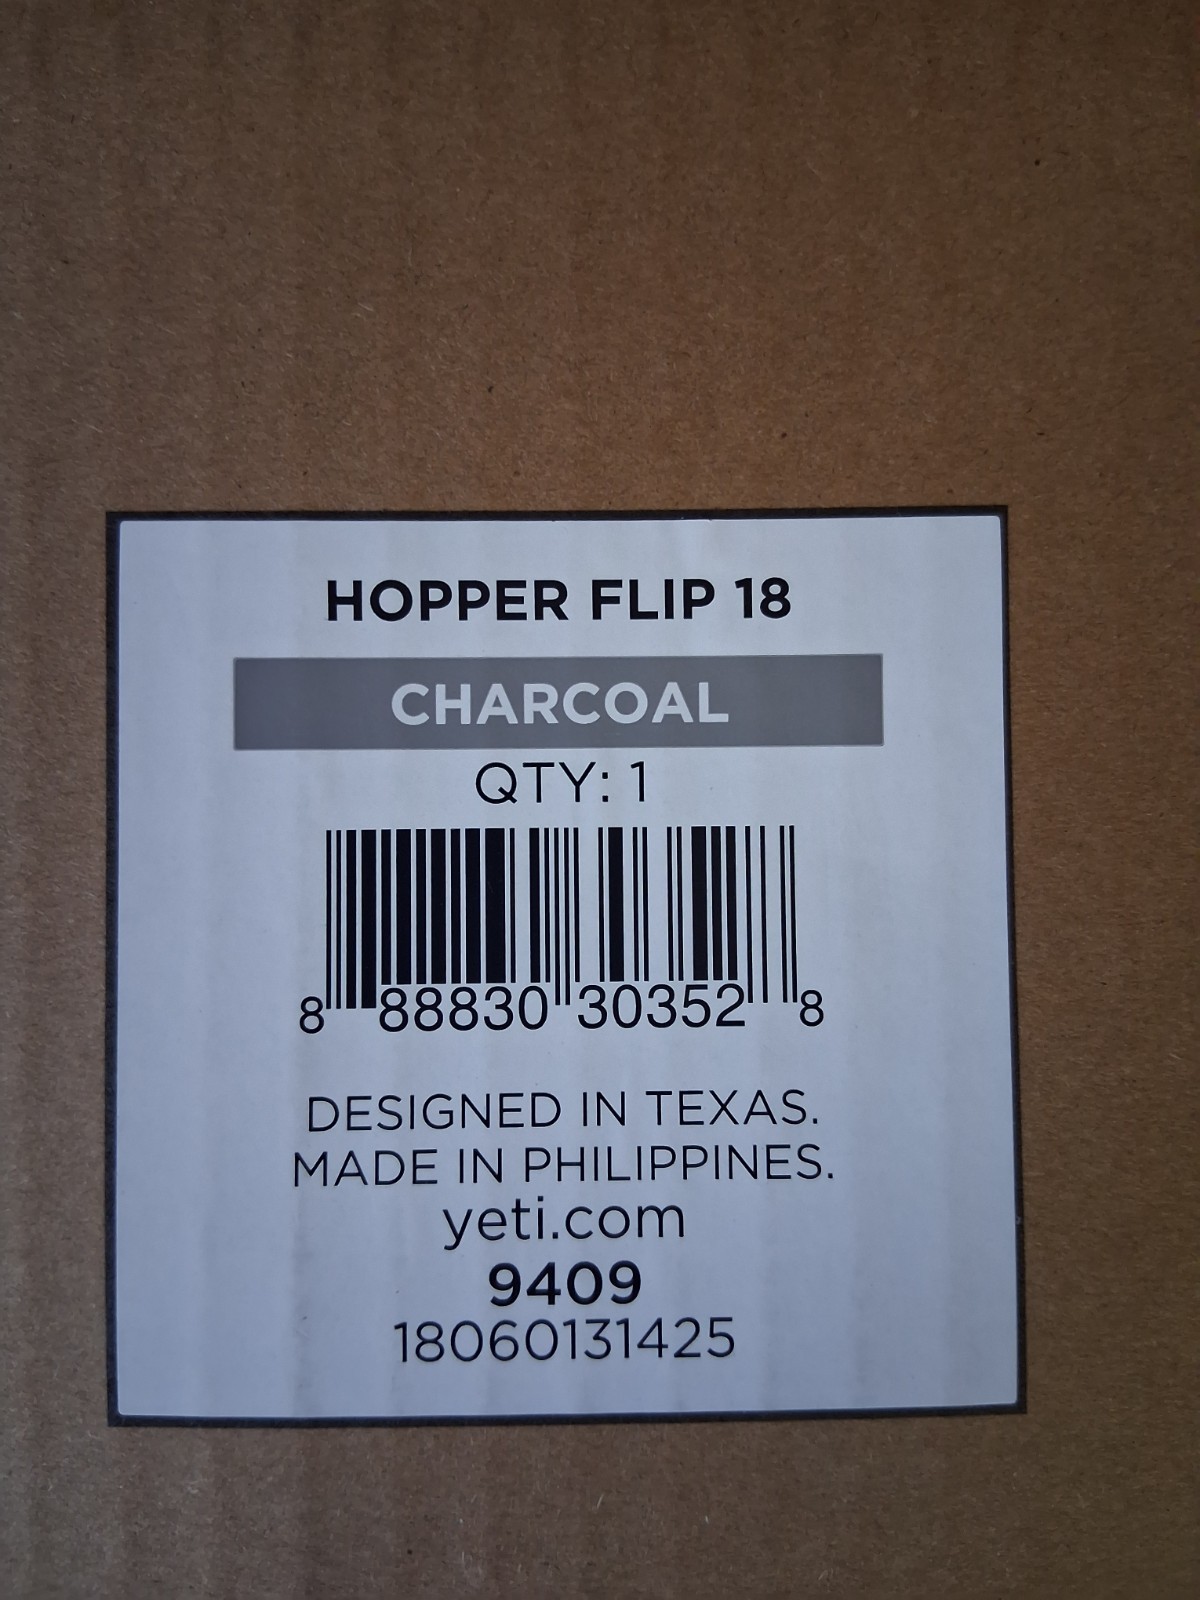 HOPPER FLIP 18
CHARCOAL
QTY: 1
8 88830 30352 8
DESIGNED IN TEXAS.
MADE IN PHILIPPINES.
yeti.com
9409
18060131425